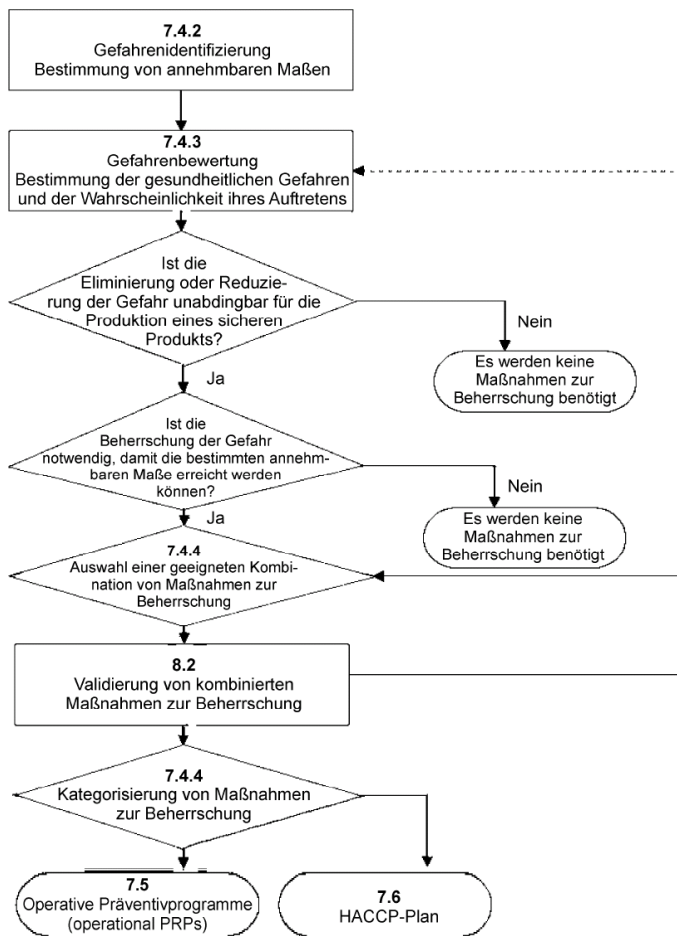 7.4.2
Gefahrenidentifizierung
Bestimmung von annehmbaren Maßen
7.4.3
Gefahrenbewertung
Bestimmung der gesundheitlichen Gefahren
und der Wahrscheinlichkeit ihres Auftretens
Ist die
Eliminierung oder Reduzie-
rung der Gefahr unabdingbar für die
Produktion eines sicheren
Produkts?
Nein
Es werden keine
Maßnahmen zur
Beherrschung benötigt
Ja
Ist die
Beherrschung der Gefahr
notwendig, damit die bestimmten annehm-
baren Maße erreicht werden
können?
Nein
Es werden keine
Maßnahmen zur
Beherrschung benötigt
Ja
7.4.4
Auswahl einer geeigneten Kombi-
nation von Maßnahmen zur
Beherrschung
8.2
Validierung von kombinierten
Maßnahmen zur Beherrschung
7.4.4
Kategorisierung von Maßnahmen
zur Beherrschung
7.5
Operative Präventivprogramme
(operational PRPs)
7.6
HACCP-Plan